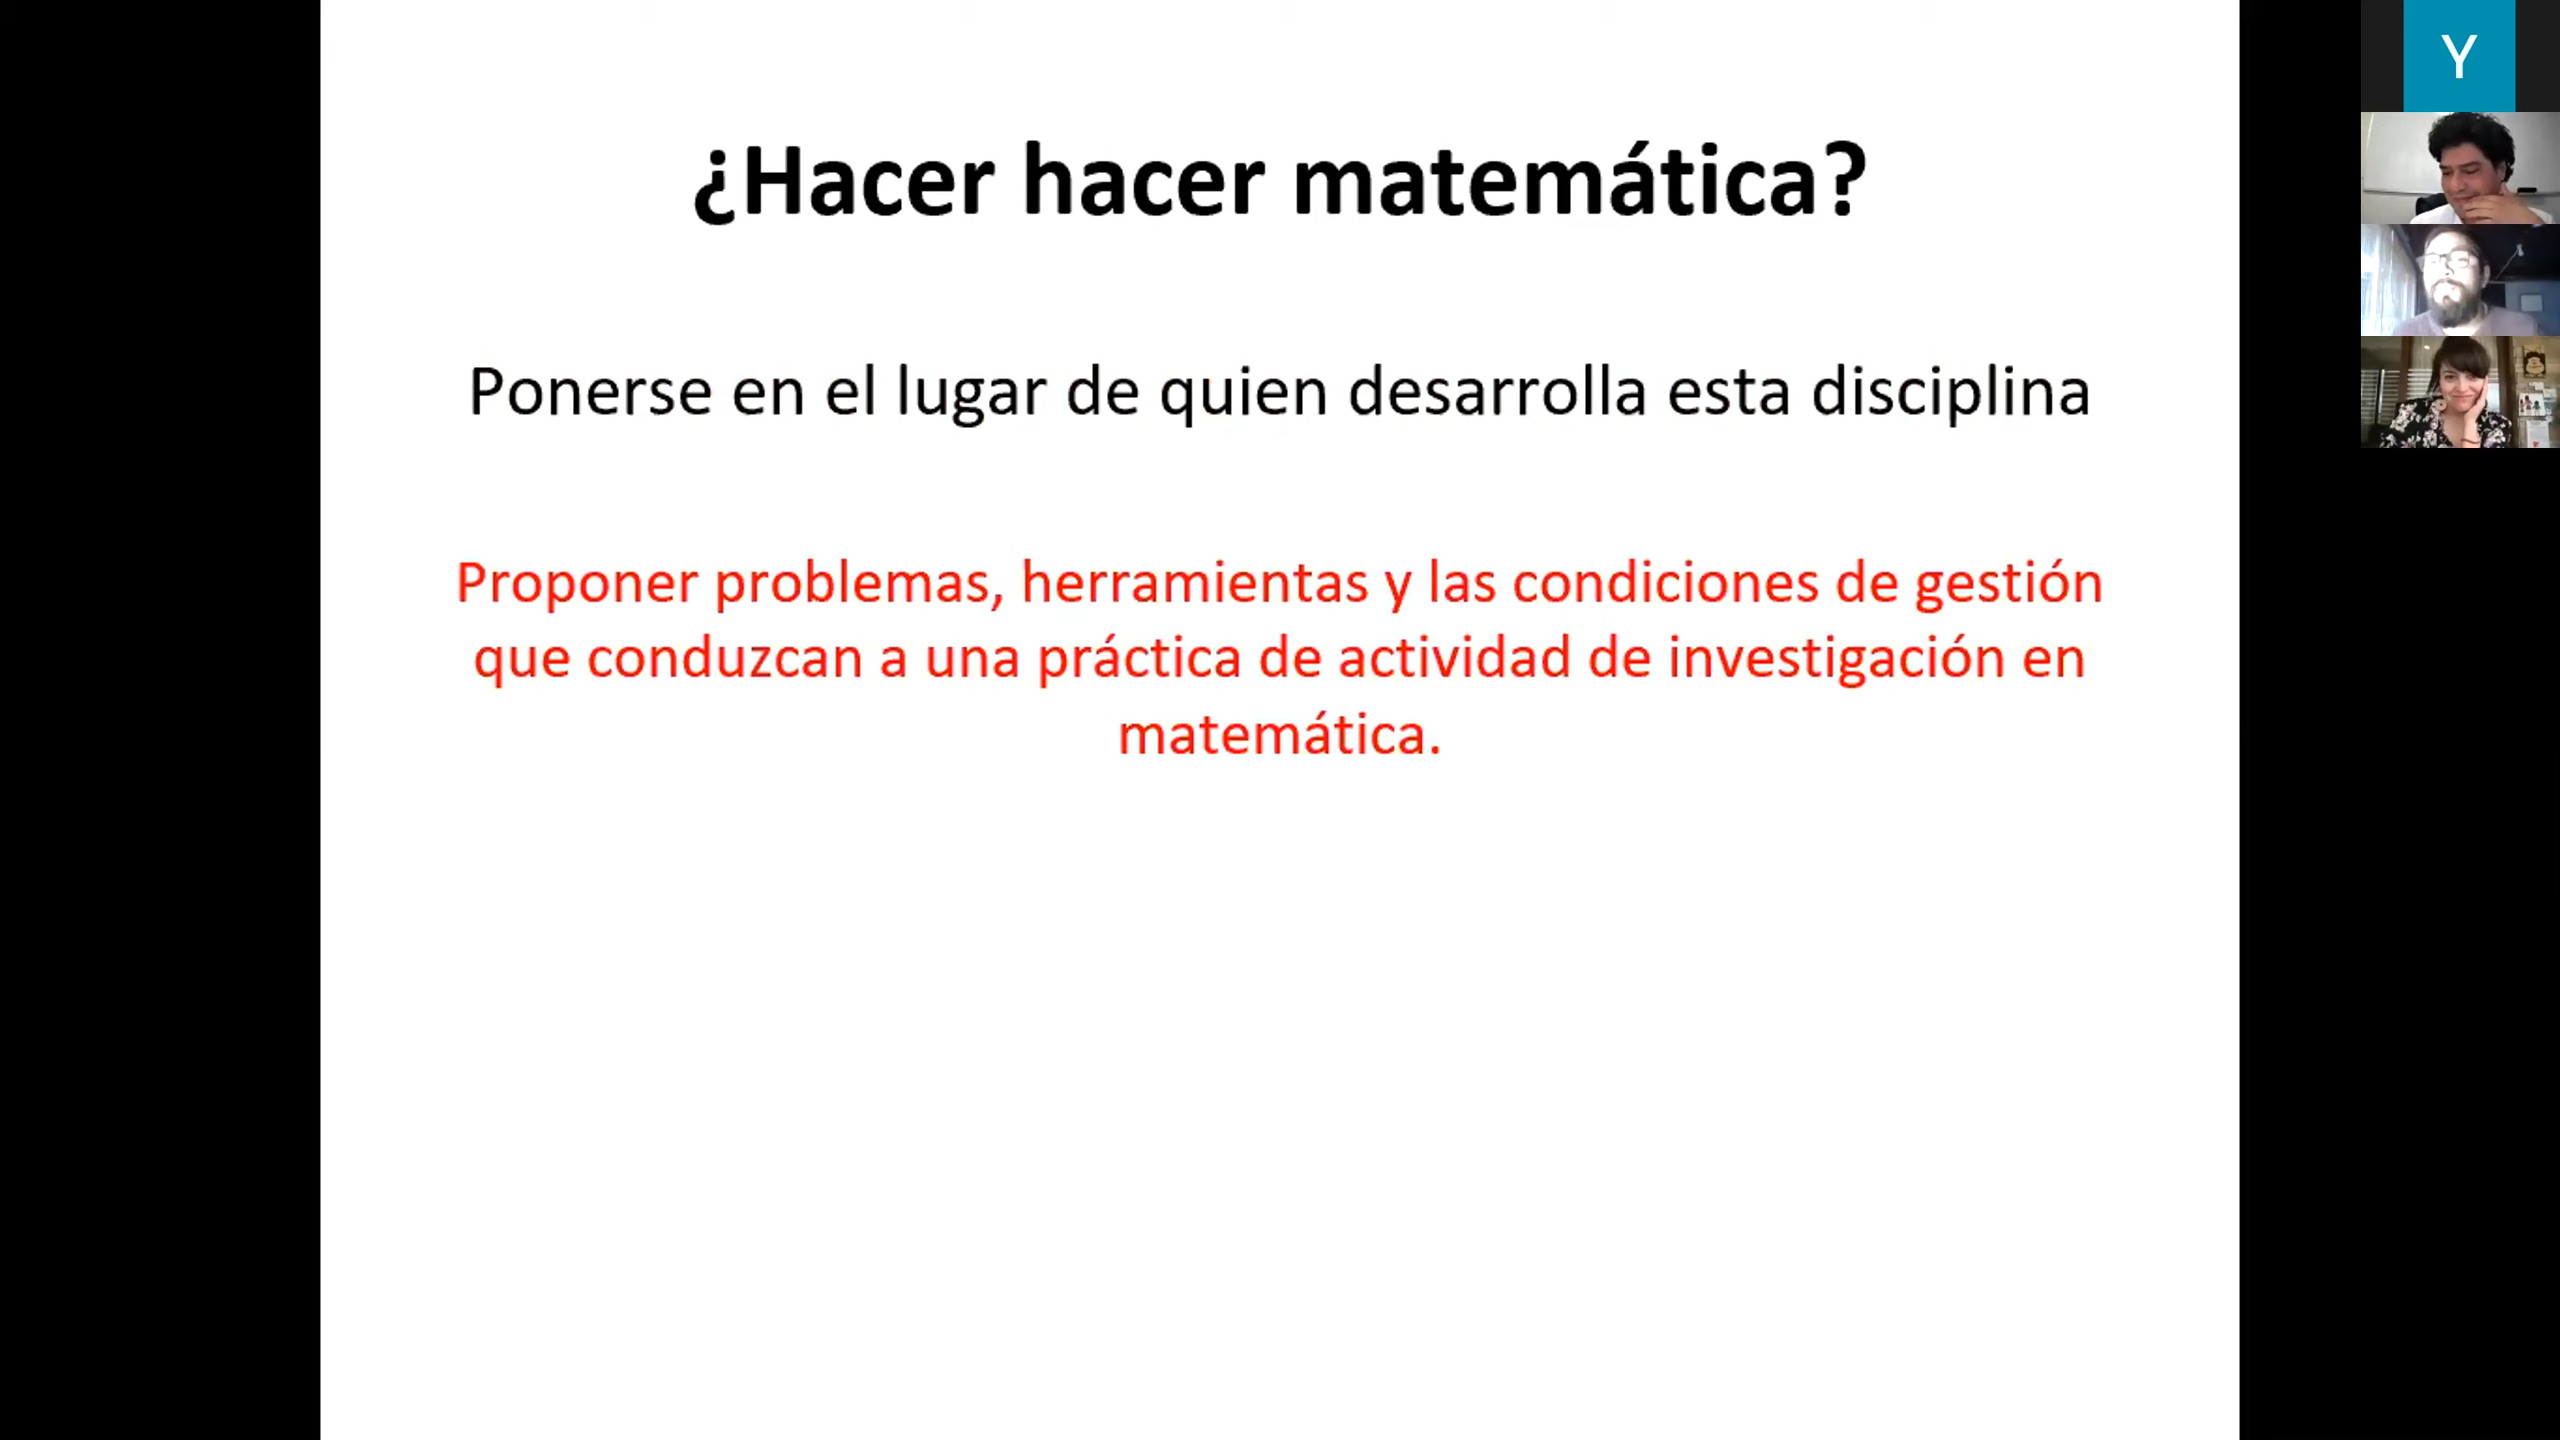 ¿Hacer hacer matemática?
Ponerse en el lugar de quien desarrolla esta disciplina
Proponer problemas, herramientas y las condiciones de gestión
que conduzcan a una práctica de actividad de investigación en
matemática.
Y